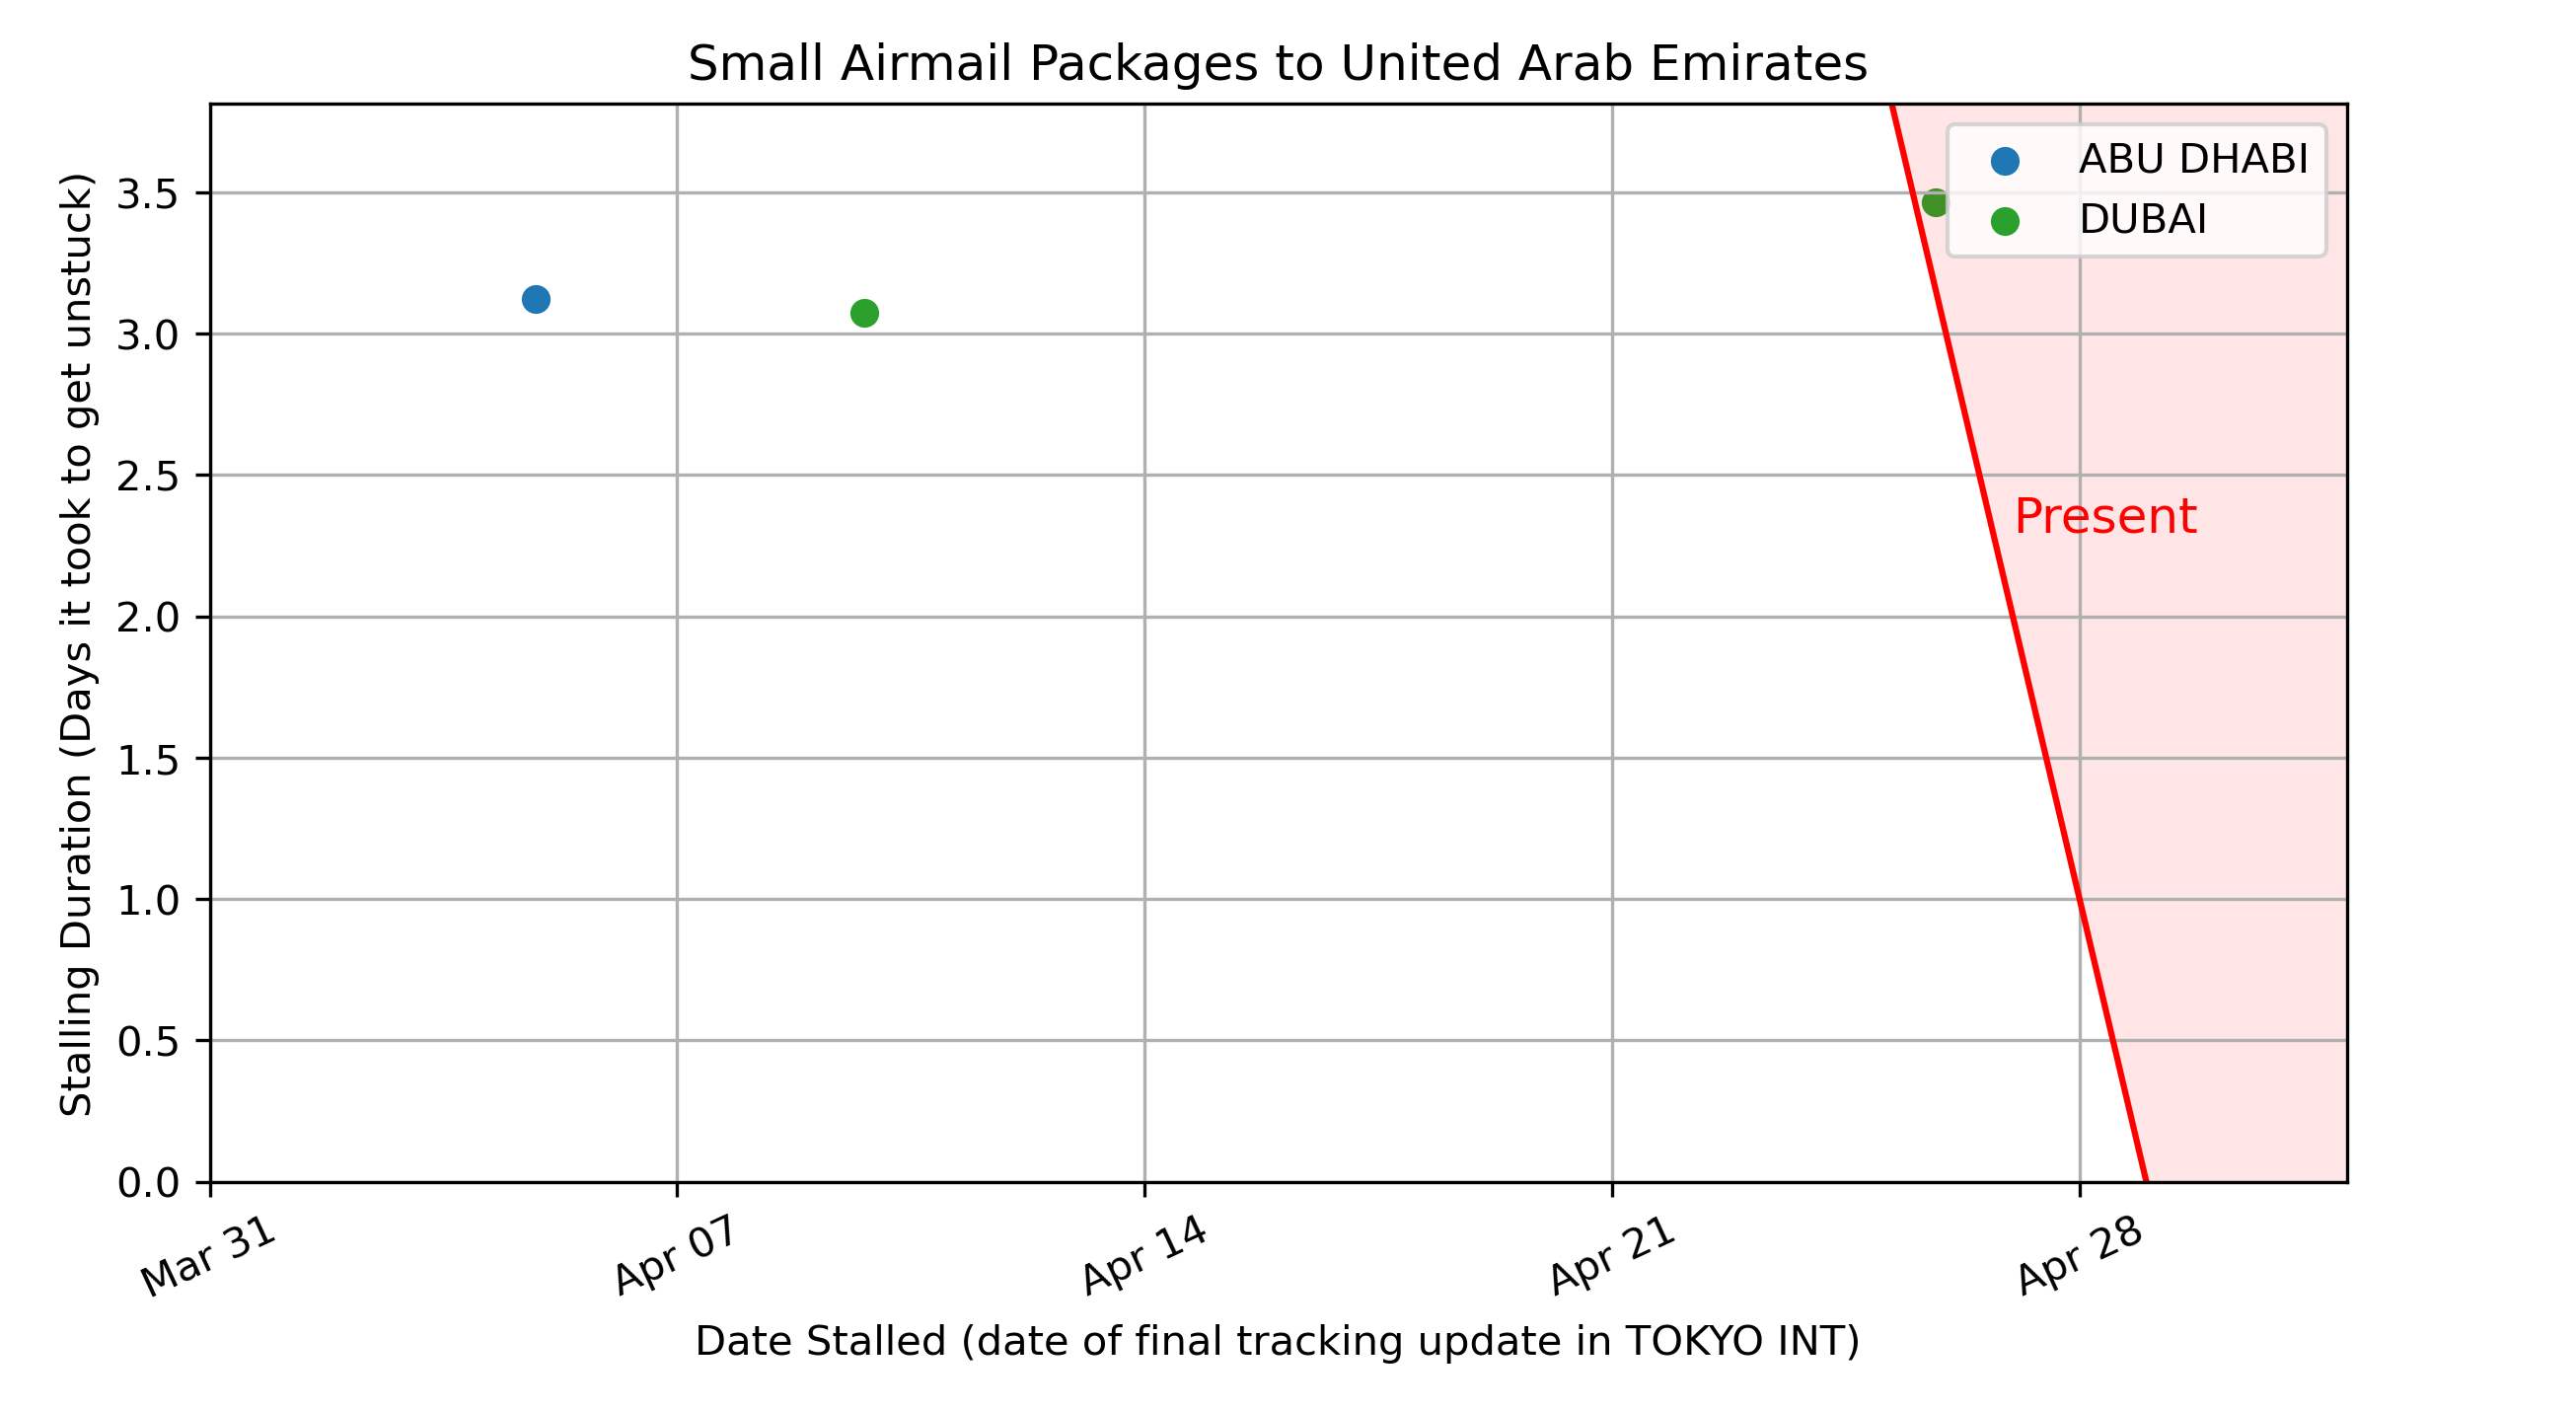 Small Airmail Packages to United Arab Emirates
ABU DHABI
DUBAI
Present
Stalling Duration (Days it took to get unstuck)
3.5
3.0
2.5
2.0
1.5
1.0
0.5
0.0
Mar 31
Apr 07
Apr 14
Apr 21
Apr 28
Date Stalled (date of final tracking update in TOKYO INT)